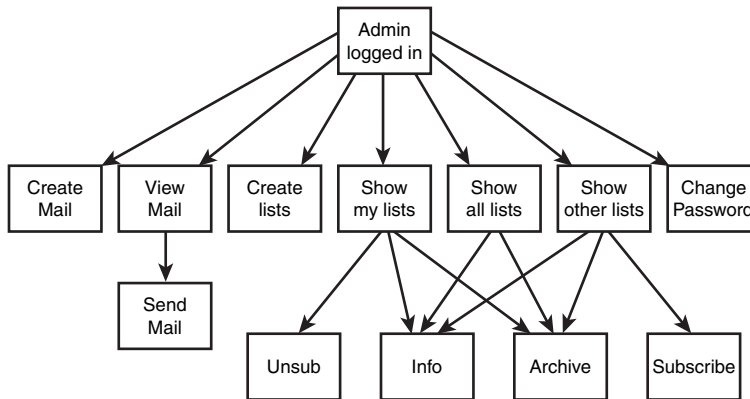 Admin
logged in
Create
Mail
View
Mail
Create
lists
Show
my lists
Show
all lists
Show
other lists
Change
Password
Send
Mail
Unsub
Info
Archive
Subscribe